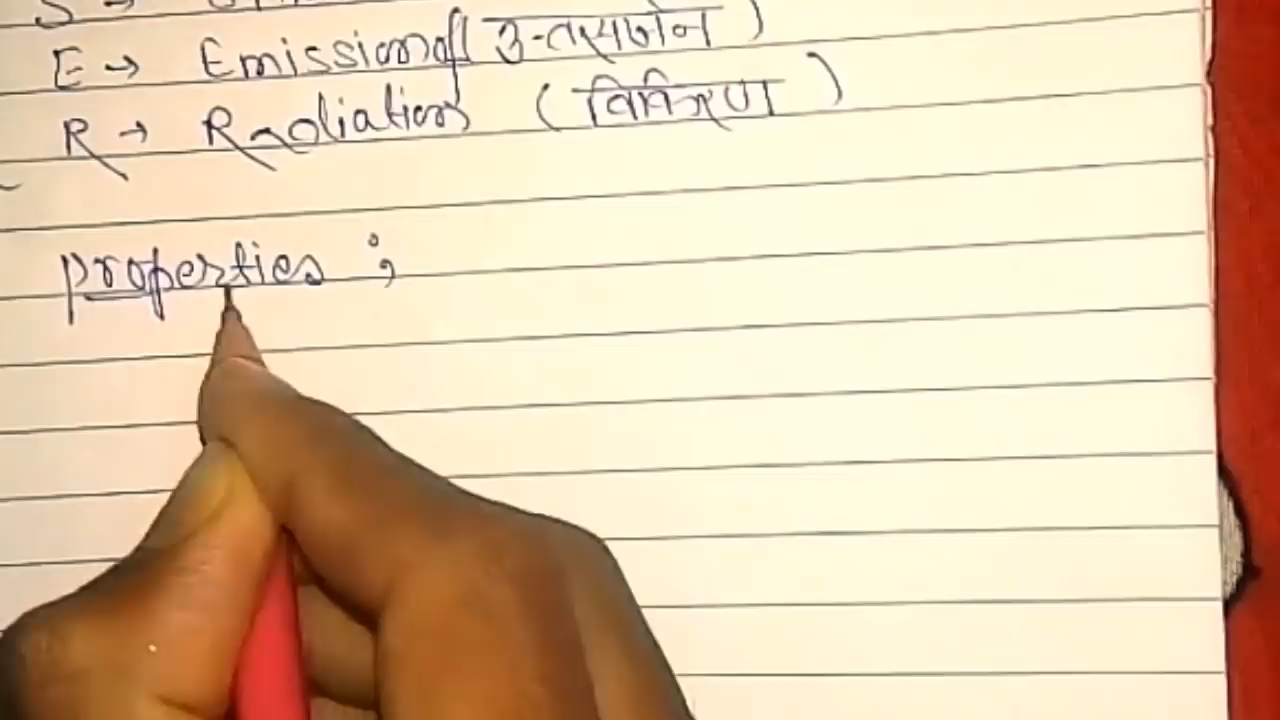 S →
E → Emission of (उत्सर्जन)
R → Radiation (विकिरण)
properties :